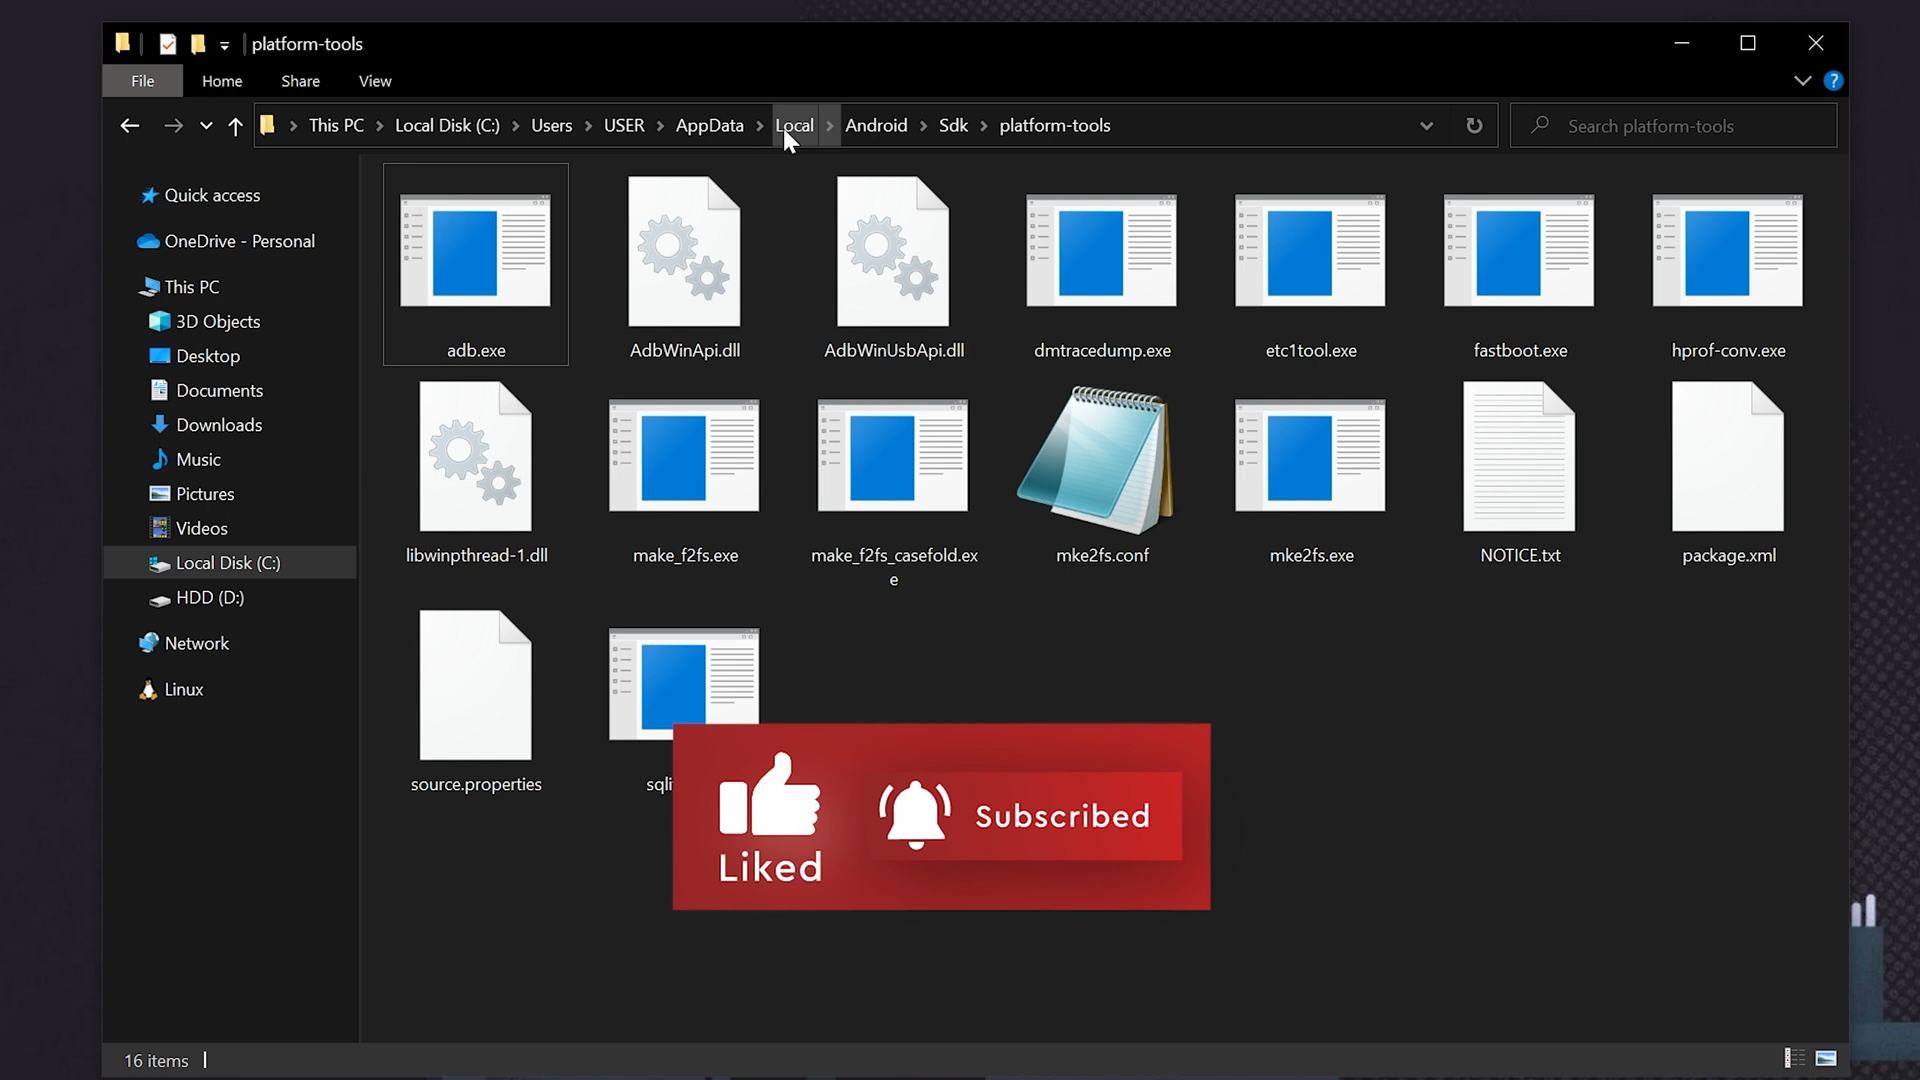 platform-tools
File Home Share View
This PC Local Disk (C:) Users USER AppData Local Android Sdk platform-tools
Search platform-tools
Quick access
OneDrive - Personal
This PC
3D Objects
Desktop
Documents
Downloads
Music
Pictures
Videos
Local Disk (C:)
HDD (D:)
Network
Linux
adb.exe AdbWinApi.dll AdbWinUsbApi.dll dmtracedump.exe etc1tool.exe fastboot.exe hprof-conv.exe
libwinpthread-1.dll make_f2fs.exe make_f2fs_casefold.ex mke2fs.conf mke2fs.exe NOTICE.txt package.xml
e
source.properties
Liked
Subscribed
16 items